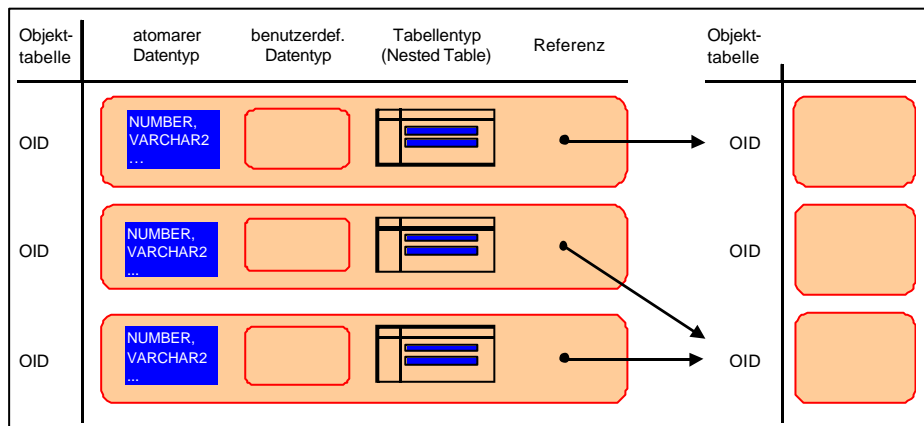 Objekt-
tabelle
atomarer
Datentyp
benutzerdef.
Datentyp
Tabellentyp
(Nested Table)
Referenz
Objekt-
tabelle
OID
NUMBER,
VARCHAR2
...
OID
OID
NUMBER,
VARCHAR2
...
OID
OID
NUMBER,
VARCHAR2
...
OID